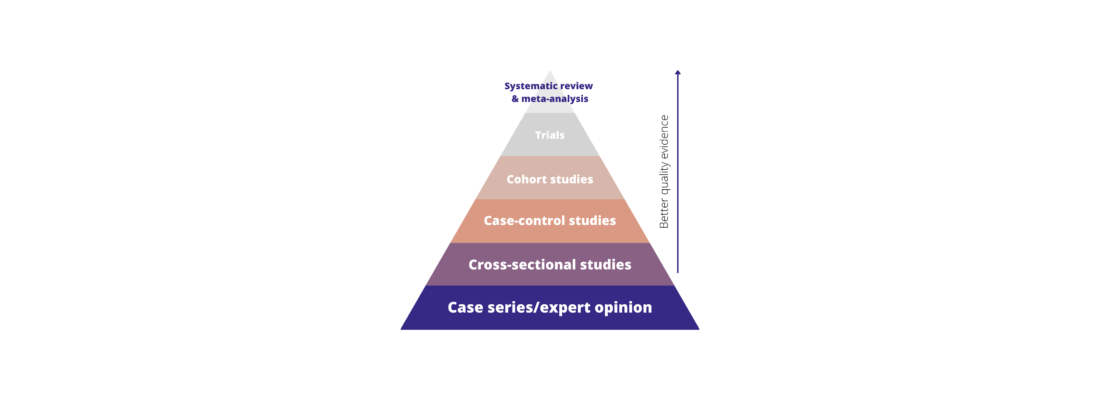 Systematic review
& meta-analysis
Trials
Cohort studies
Case-control studies
Cross-sectional studies
Case series/expert opinion
Better quality evidence